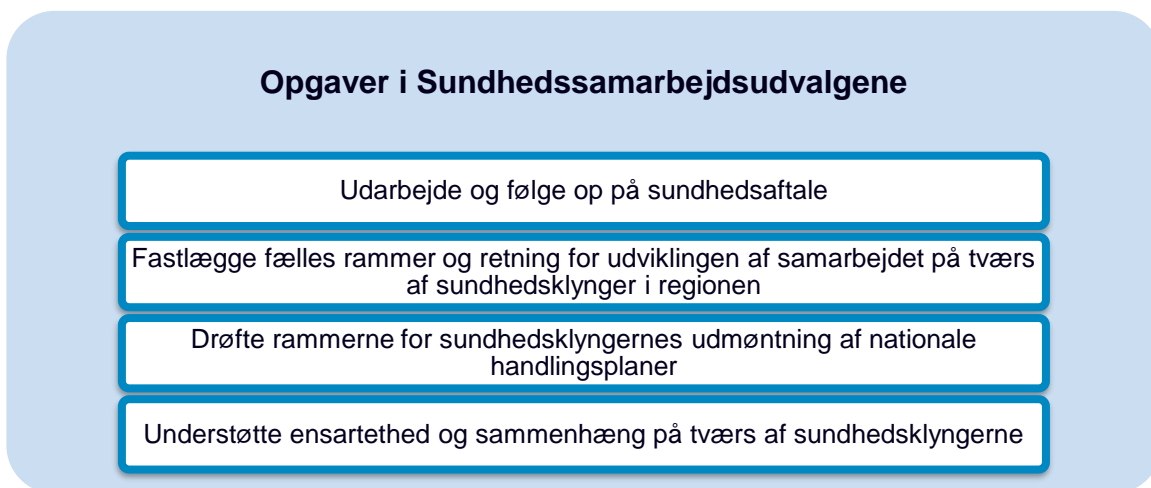 Opgaver i Sundhedssamarbejdsudvalgene
Udarbejde og følge op på sundhedsaftale
Fastlægge fælles rammer og retning for udviklingen af samarbejdet på tværs
af sundhedsklynger i regionen
Drøfte rammerne for sundhedsklyngernes udmøntning af nationale
handlingsplaner
Understøtte ensartethed og sammenhæng på tværs af sundhedsklyngerne